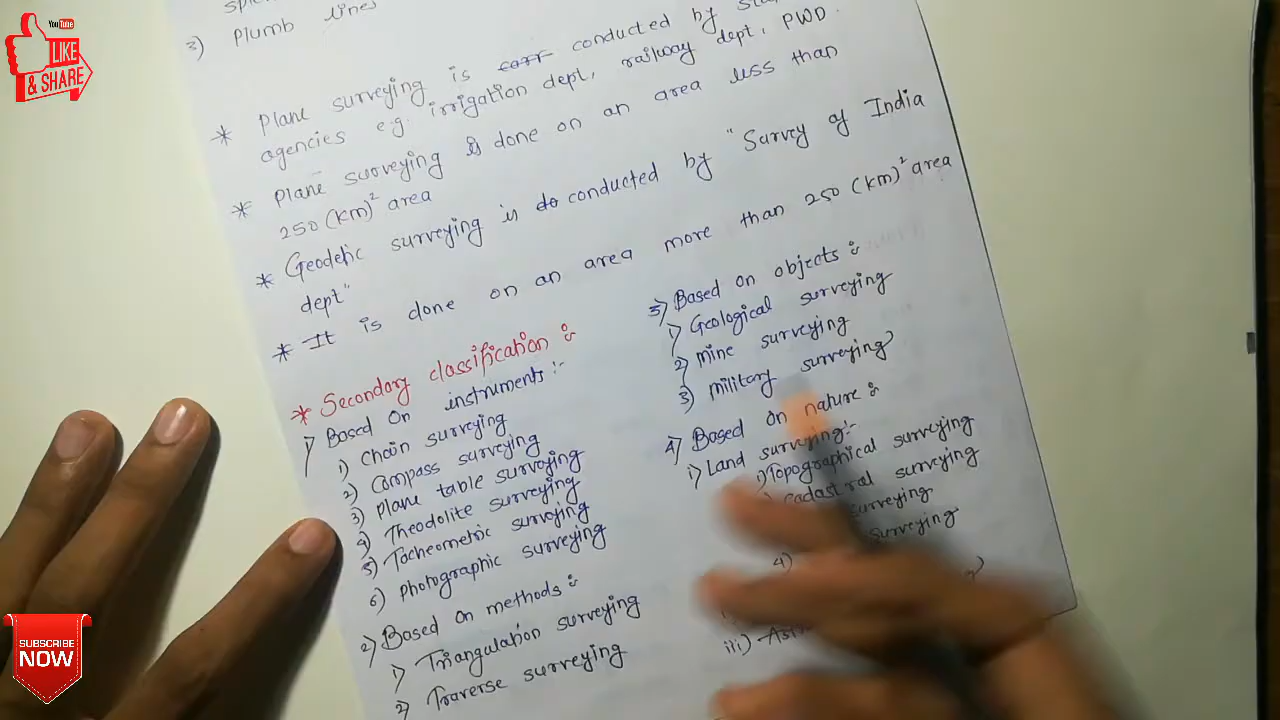 YouTube
LIKE
& SHARE
3) Plumb lines
* Plane surveying is conducted by
agencies e.g. irrigation dept, railway dept, PWD
* Plane surveying is done on an area less than
250 (km)² area
* Geodetic surveying is conducted by "Survey of India
dept"
* It is done on an area more than 250 (km)² area
* Secondary classification :
1) Based on instruments :-
1) Chain surveying
2) Compass surveying
3) Plane table surveying
4) Theodolite surveying
5) Tacheometric surveying
6) Photographic surveying
2) Based on methods :
1) Triangulation surveying
2) Traverse surveying
3) Based on objects :
1) Geological surveying
2) mine surveying
3) military surveying
4) Based on nature :
i) Land surveying :-
1) Topographical surveying
cadastral surveying
surveying
4) surveying
iii)
SUBSCRIBE
NOW